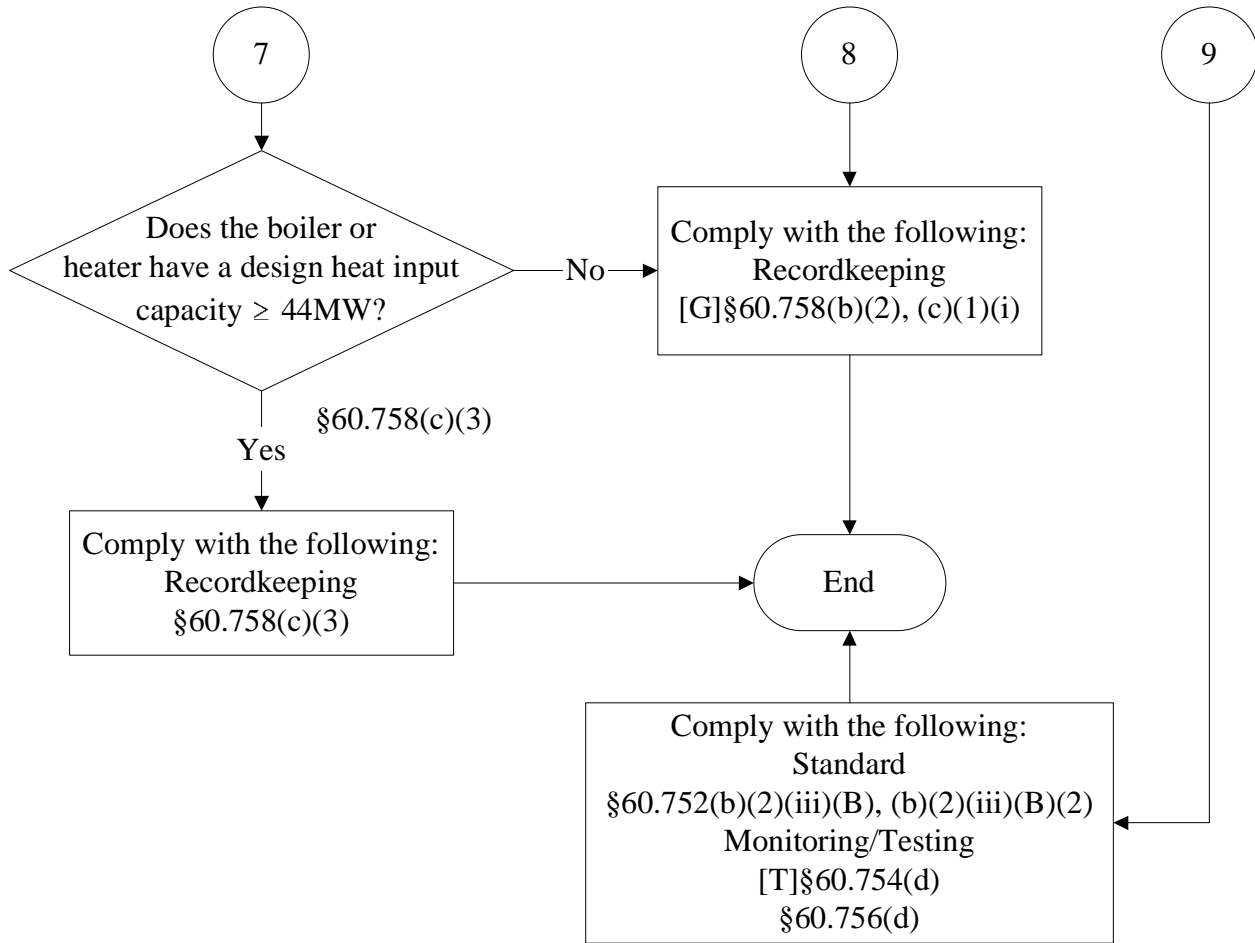 7
8
9
Does the boiler or
heater have a design heat input
capacity ≥ 44MW?
No
Comply with the following:
Recordkeeping
[G]§60.758(b)(2), (c)(1)(i)
§60.758(c)(3)
Yes
Comply with the following:
Recordkeeping
§60.758(c)(3)
End
Comply with the following:
Standard
§60.752(b)(2)(iii)(B), (b)(2)(iii)(B)(2)
Monitoring/Testing
[T]§60.754(d)
§60.756(d)